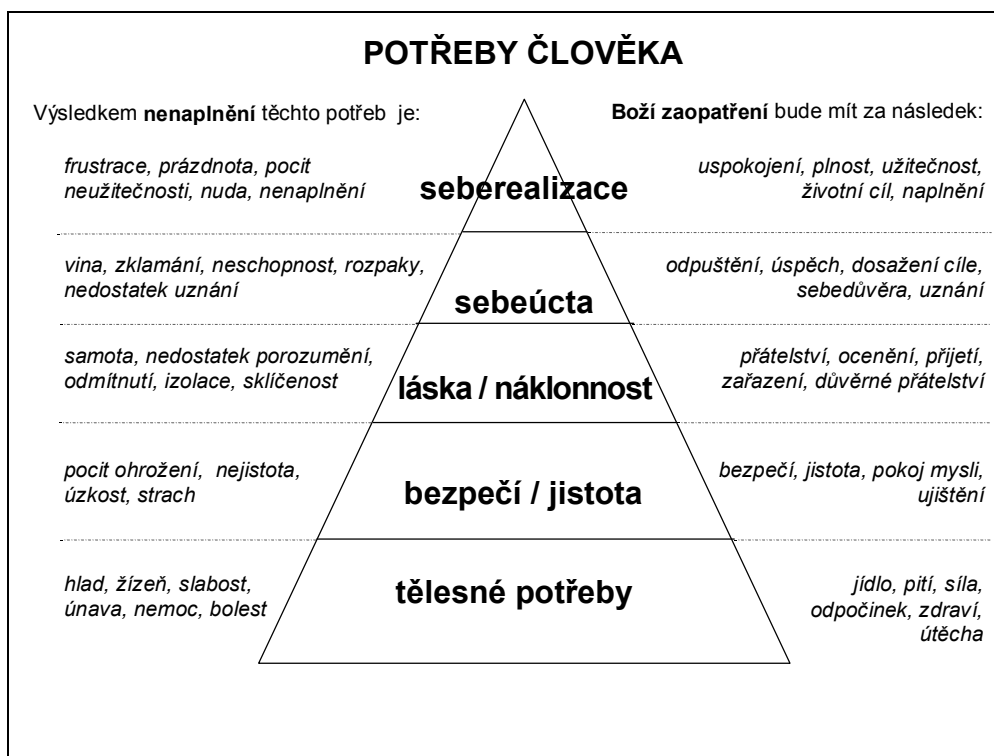 POTŘEBY ČLOVĚKA
Výsledkem nenaplnění těchto potřeb je:
Boží zaopatření bude mít za následek:
frustrace, prázdnota, pocit
neužitečnosti, nuda, nenaplnění
seberealizace
uspokojení, plnost, užitečnost,
životní cíl, naplnění
vina, zklamání, neschopnost, rozpaky,
nedostatek uznání
sebeúcta
odpuštění, úspěch, dosažení cíle,
sebedůvěra, uznání
samota, nedostatek porozumění,
odmítnutí, izolace, sklíčenost
láska / náklonnost
přátelství, ocenění, přijetí,
zařazení, důvěrné přátelství
pocit ohrožení, nejistota,
úzkost, strach
bezpečí / jistota
bezpečí, jistota, pokoj mysli,
ujištění
hlad, žízeň, slabost,
únava, nemoc, bolest
tělesné potřeby
jídlo, pití, síla,
odpočinek, zdraví,
útěcha